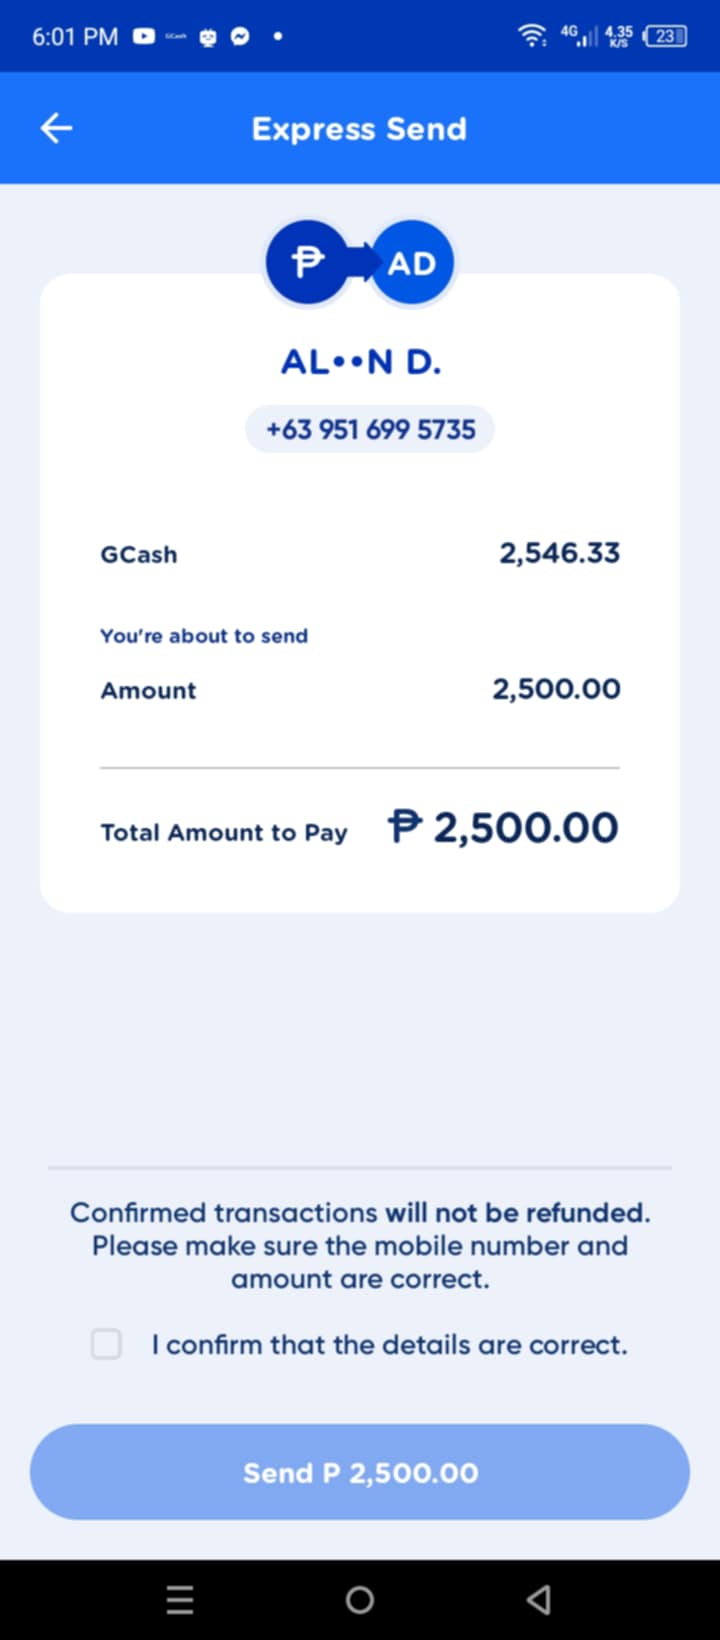 6:01 PM GCash 4G 4.35 K/S 23
Express Send
₱ AD
AL••N D.
+63 951 699 5735
GCash 2,546.33
You're about to send
Amount 2,500.00
Total Amount to Pay ₱ 2,500.00
Confirmed transactions will not be refunded.
Please make sure the mobile number and
amount are correct.
I confirm that the details are correct.
Send P 2,500.00